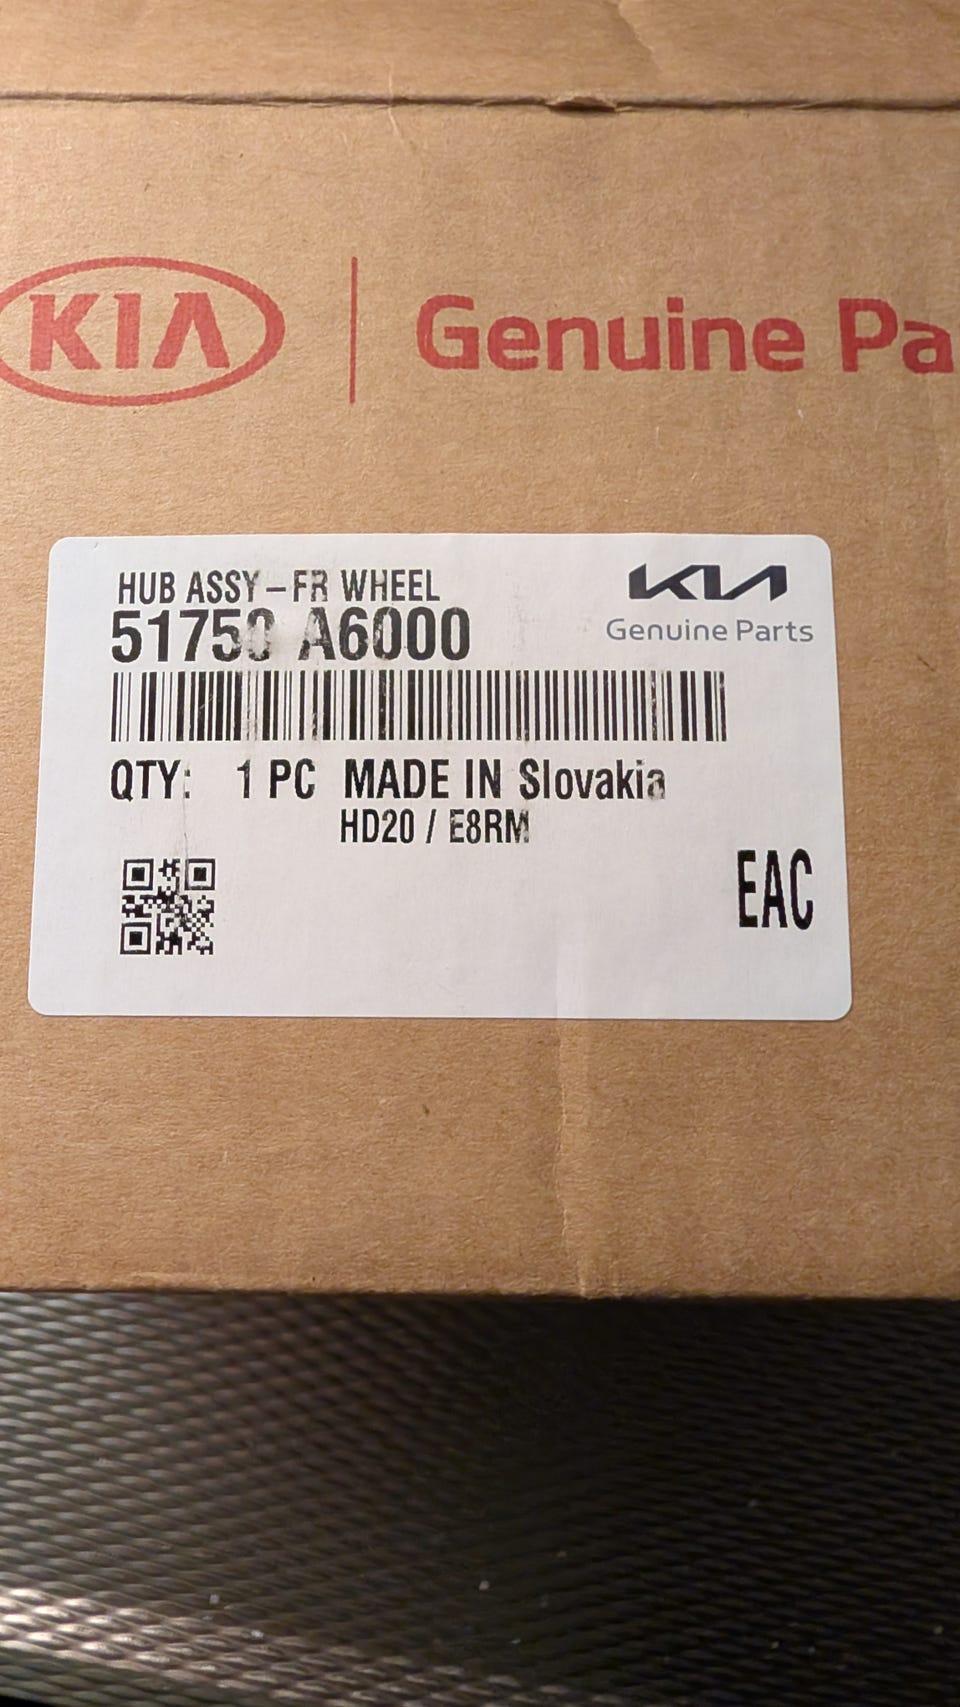 KIA Genuine Pa
HUB ASSY-FR WHEEL
KIA
51750 A6000
Genuine Parts
QTY: 1 PC MADE IN Slovakia
HD20 / E8RM
EAC